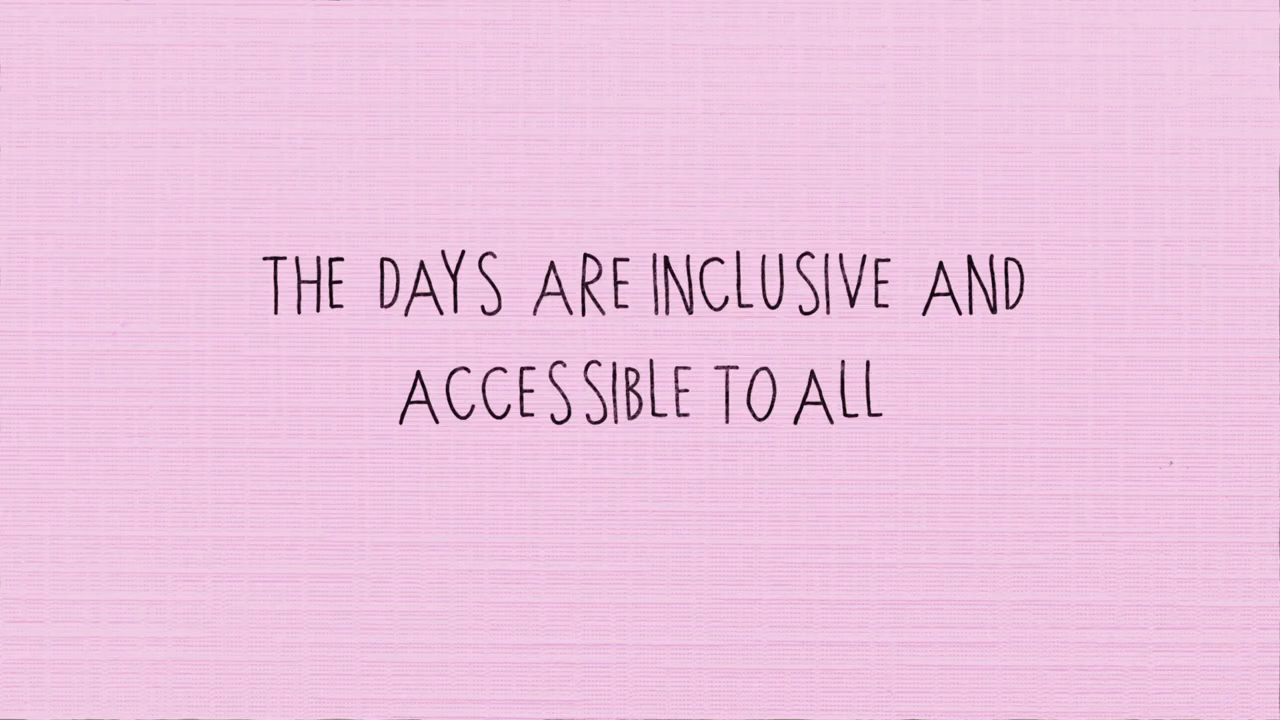 THE DAYS ARE INCLUSIVE AND
ACCESSIBLE TO ALL